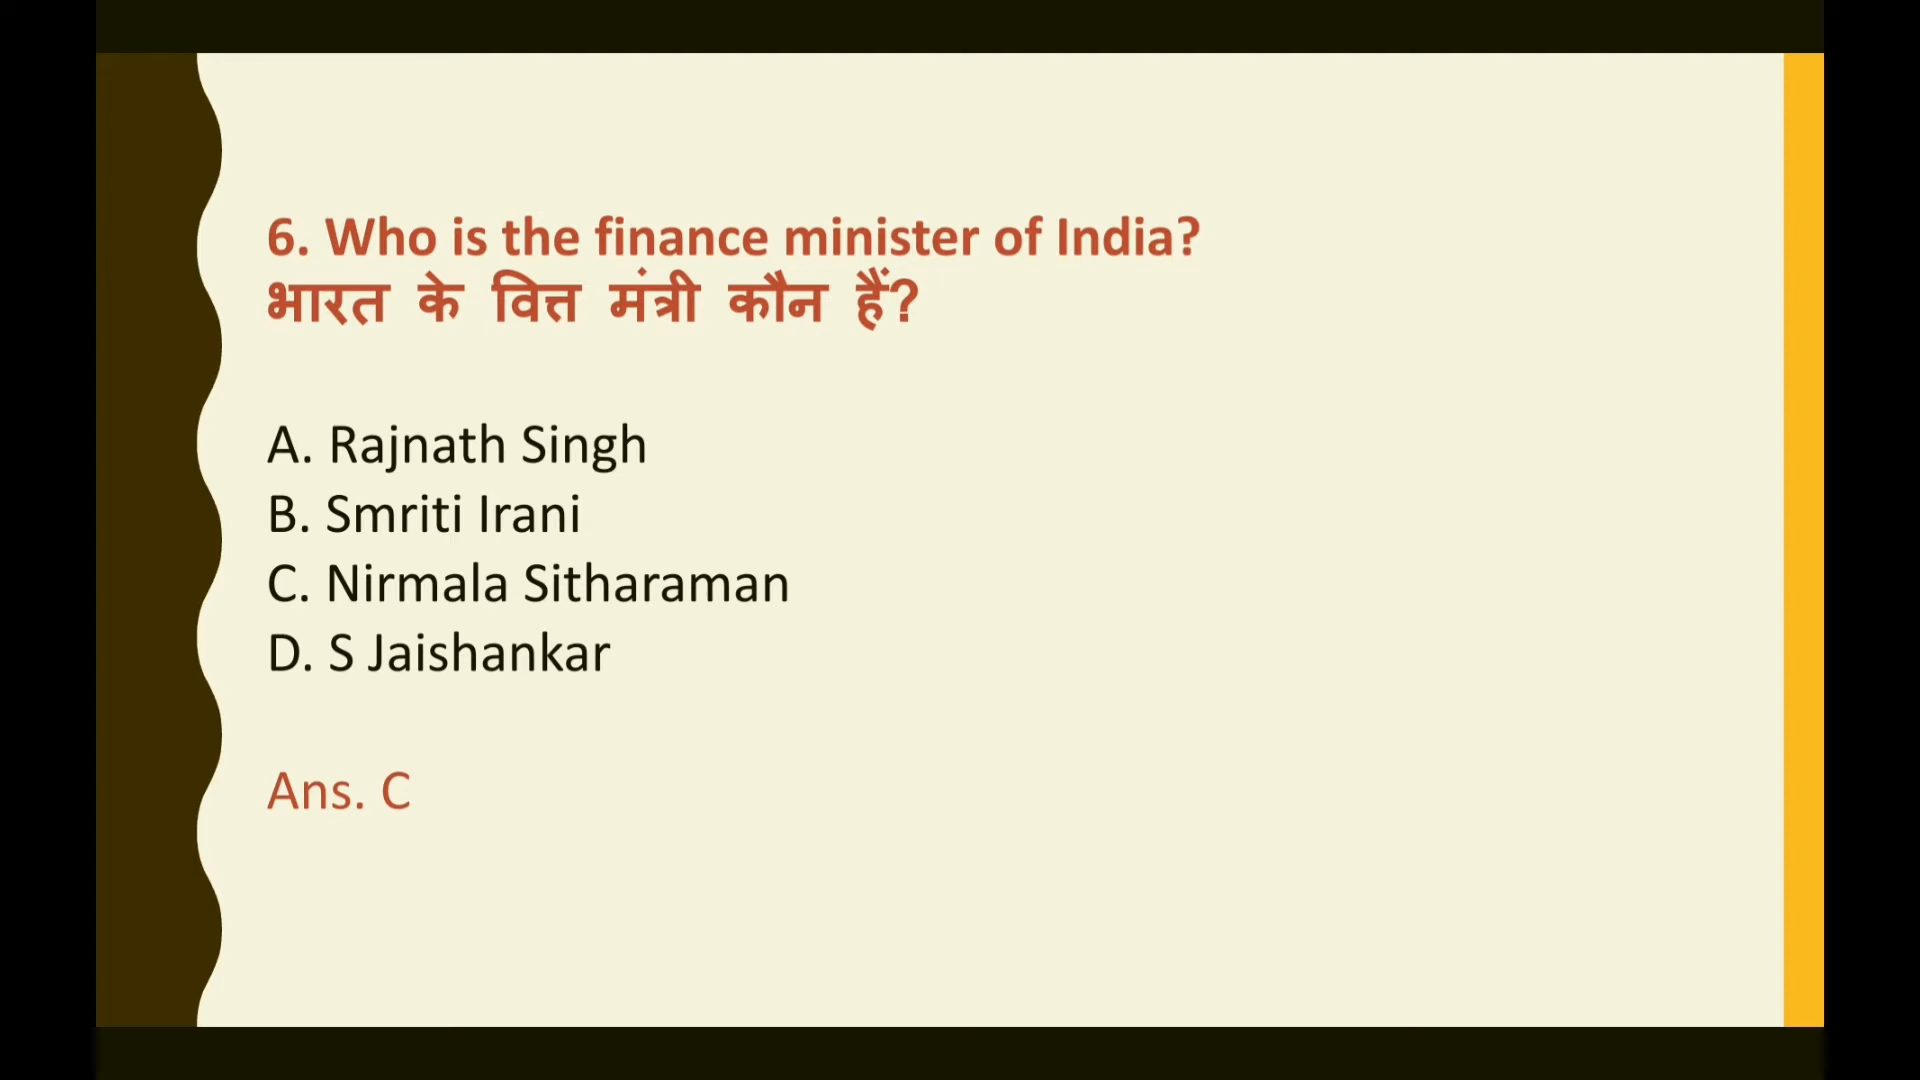 6. Who is the finance minister of India?
भारत के वित्त मंत्री कौन हैं?
A. Rajnath Singh
B. Smriti Irani
C. Nirmala Sitharaman
D. S Jaishankar
Ans. C